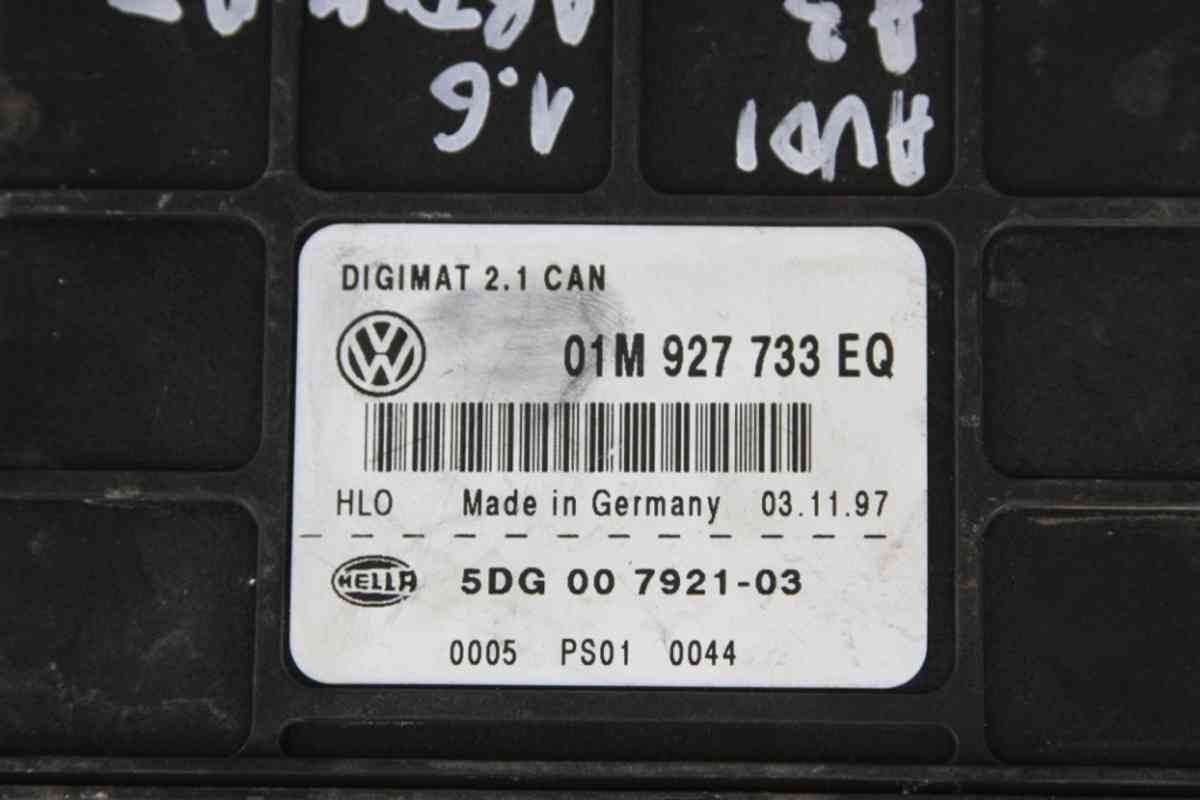 AUDI
A3
1.6
DIGIMAT 2.1 CAN
01M 927 733 EQ
HLO Made in Germany 03.11.97
HELLA 5DG 00 7921-03
0005 PS01 0044